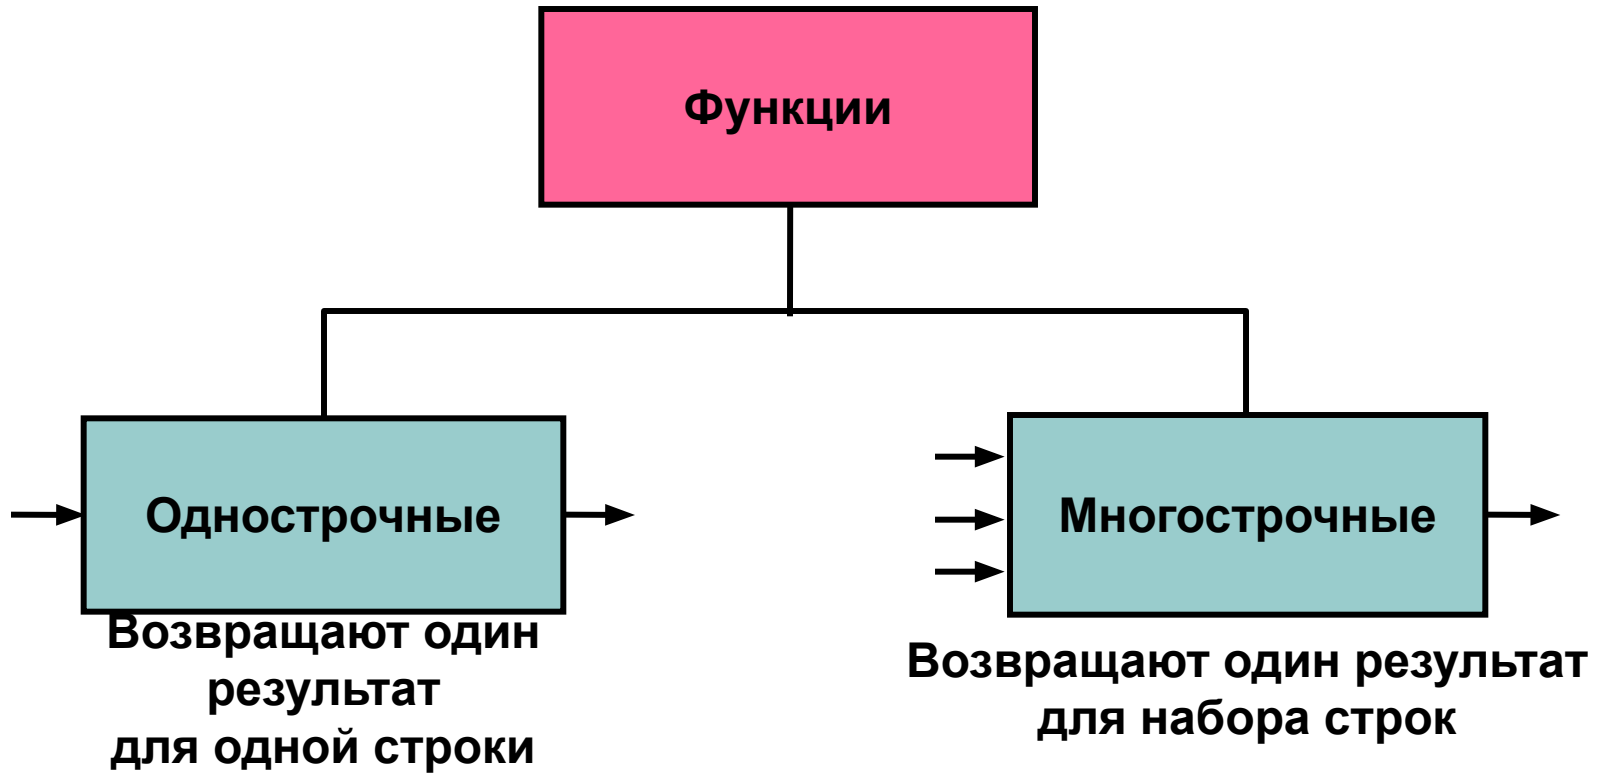 Функции
Однострочные
Возвращают один
результат
для одной строки
Многострочные
Возвращают один результат
для набора строк